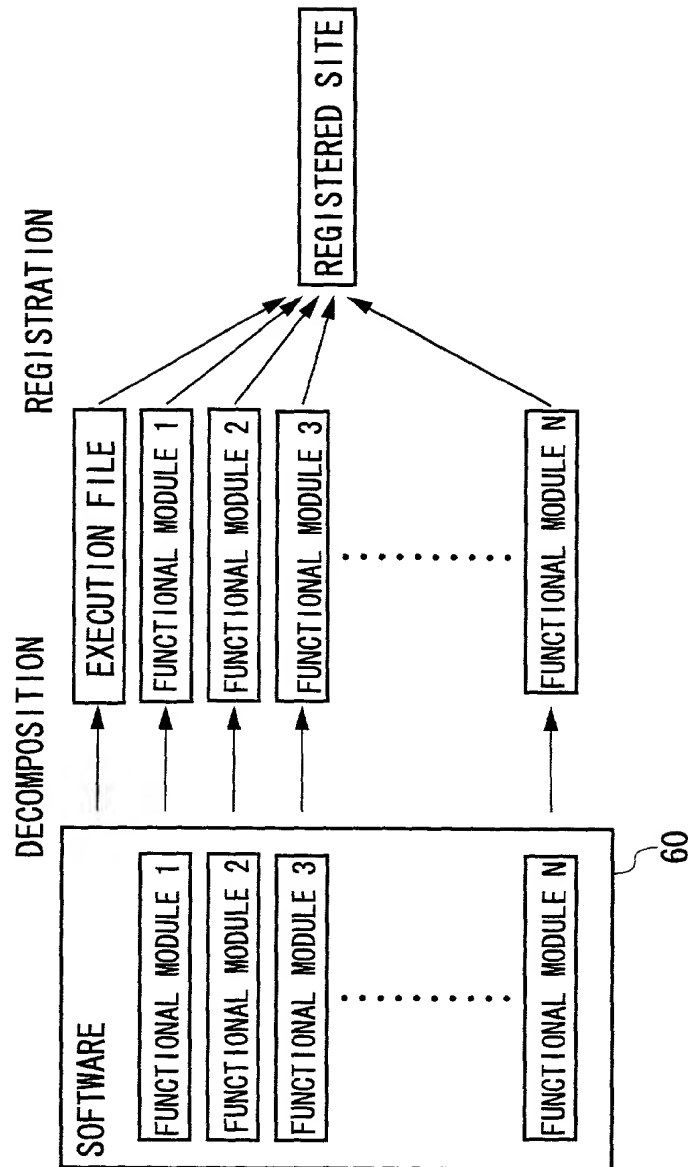 DECOMPOSITION
REGISTRATION
SOFTWARE
FUNCTIONAL MODULE 1
FUNCTIONAL MODULE 2
FUNCTIONAL MODULE 3
FUNCTIONAL MODULE N
60
EXECUTION FILE
FUNCTIONAL MODULE 1
FUNCTIONAL MODULE 2
FUNCTIONAL MODULE 3
FUNCTIONAL MODULE N
REGISTERED SITE